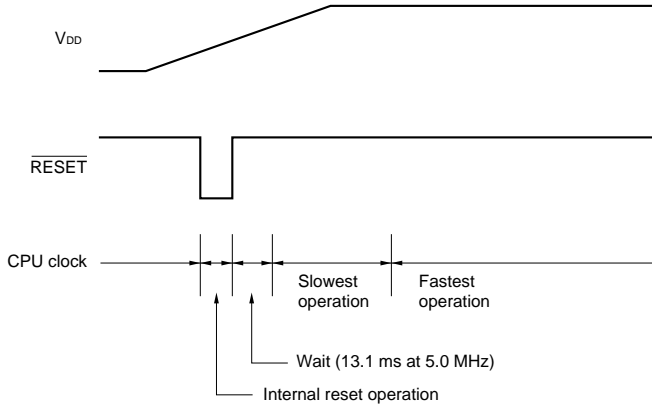 VDD
RESET
CPU clock
Slowest
operation
Fastest
operation
Wait (13.1 ms at 5.0 MHz)
Internal reset operation